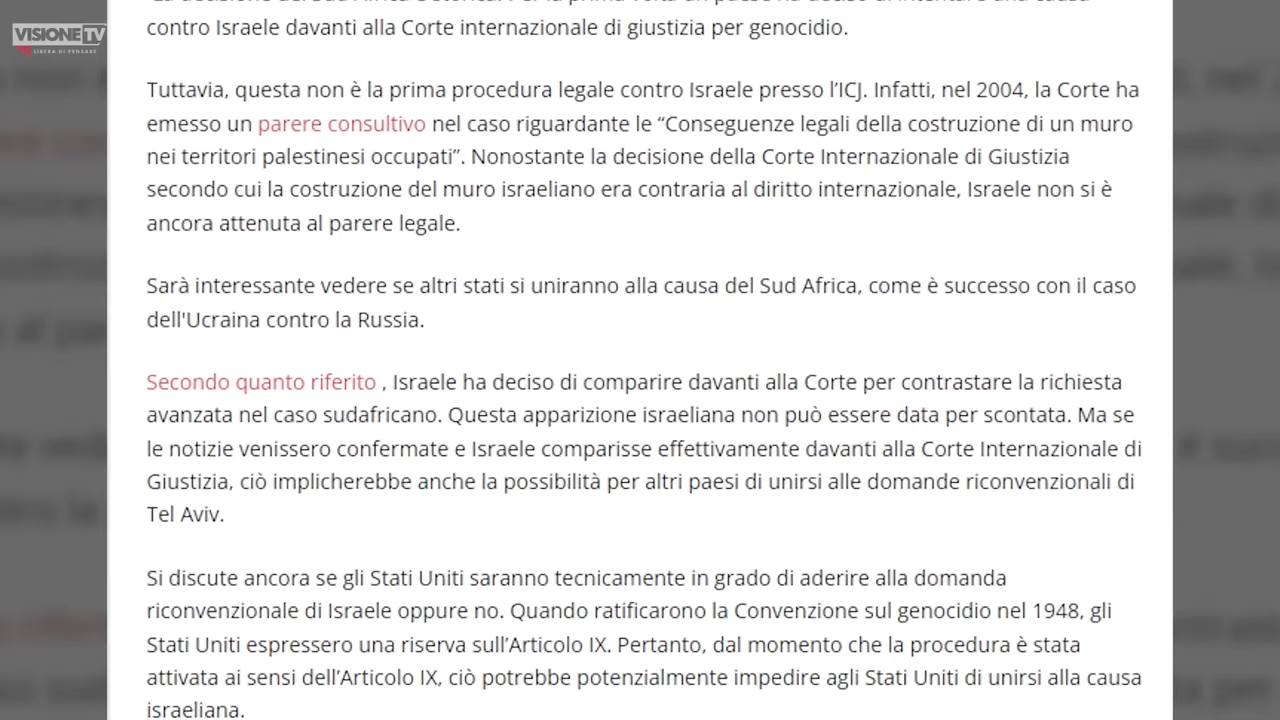 VISIONE TV
LIBERA DI PENSARE
contro Israele davanti alla Corte internazionale di giustizia per genocidio.
Tuttavia, questa non è la prima procedura legale contro Israele presso l’ICJ. Infatti, nel 2004, la Corte ha
emesso un parere consultivo nel caso riguardante le “Conseguenze legali della costruzione di un muro
nei territori palestinesi occupati”. Nonostante la decisione della Corte Internazionale di Giustizia
secondo cui la costruzione del muro israeliano era contraria al diritto internazionale, Israele non si è
ancora attenuta al parere legale.
Sarà interessante vedere se altri stati si uniranno alla causa del Sud Africa, come è successo con il caso
dell'Ucraina contro la Russia.
Secondo quanto riferito , Israele ha deciso di comparire davanti alla Corte per contrastare la richiesta
avanzata nel caso sudafricano. Questa apparizione israeliana non può essere data per scontata. Ma se
le notizie venissero confermate e Israele comparisse effettivamente davanti alla Corte Internazionale di
Giustizia, ciò implicherebbe anche la possibilità per altri paesi di unirsi alle domande riconvenzionali di
Tel Aviv.
Si discute ancora se gli Stati Uniti saranno tecnicamente in grado di aderire alla domanda
riconvenzionale di Israele oppure no. Quando ratificarono la Convenzione sul genocidio nel 1948, gli
Stati Uniti espressero una riserva sull’Articolo IX. Pertanto, dal momento che la procedura è stata
attivata ai sensi dell’Articolo IX, ciò potrebbe potenzialmente impedire agli Stati Uniti di unirsi alla causa
israeliana.